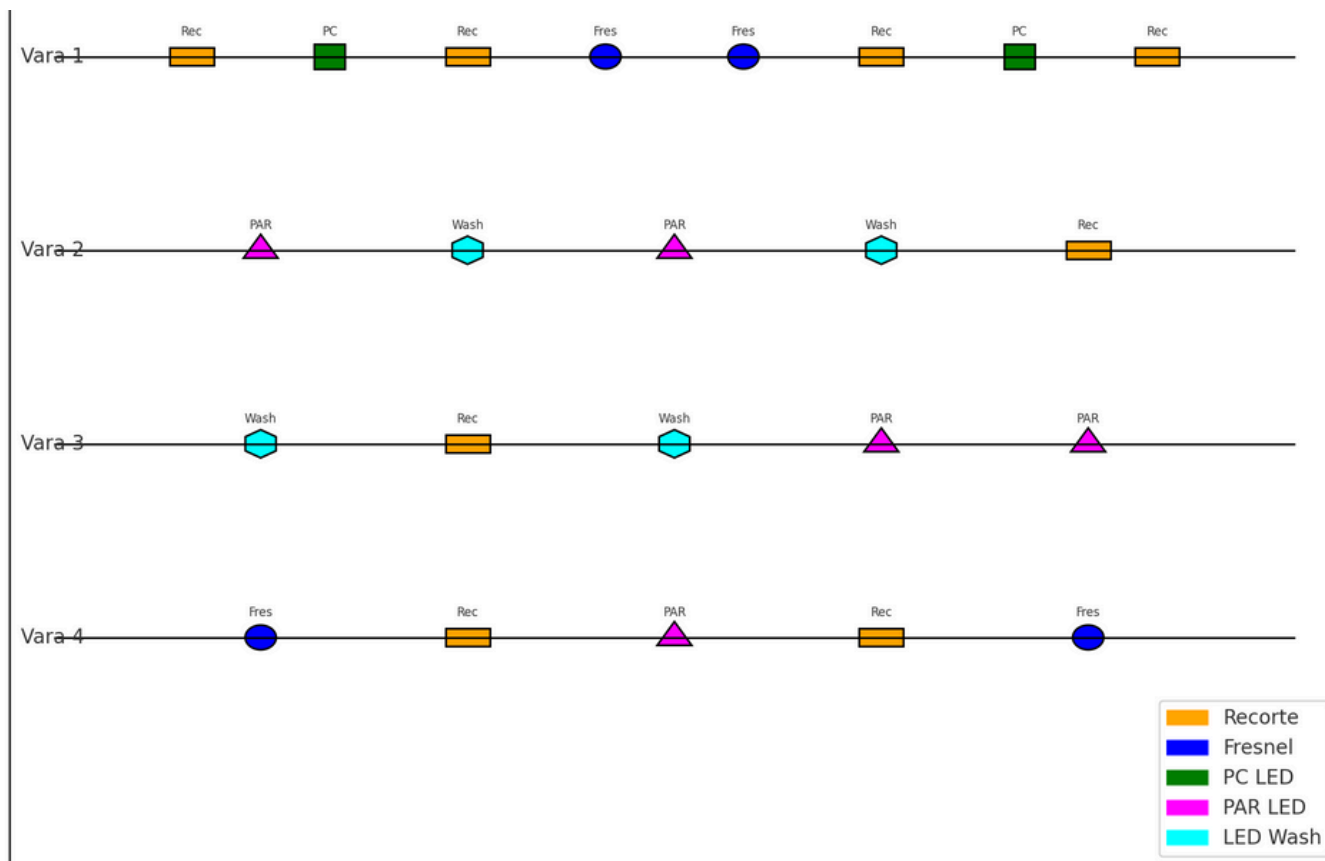 Rec PC Rec Fres Fres Rec PC Rec
Vara 1
PAR Wash PAR Wash Rec
Vara 2
Wash Rec Wash PAR PAR
Vara 3
Fres Rec PAR Rec Fres
Vara 4
Recorte
Fresnel
PC LED
PAR LED
LED Wash